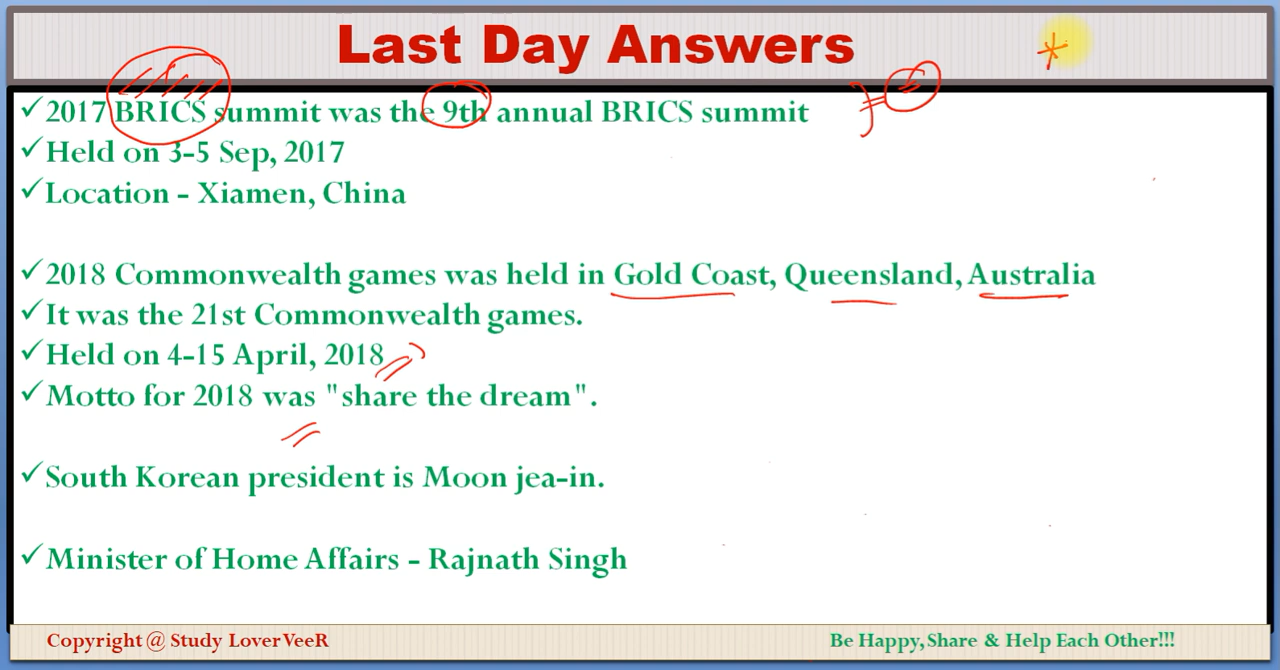 Last Day Answers
✓2017 BRICS summit was the 9th annual BRICS summit
✓Held on 3-5 Sep, 2017
✓Location - Xiamen, China
✓2018 Commonwealth games was held in Gold Coast, Queensland, Australia
✓It was the 21st Commonwealth games.
✓Held on 4-15 April, 2018
✓Motto for 2018 was "share the dream".
✓South Korean president is Moon jea-in.
✓Minister of Home Affairs - Rajnath Singh
Copyright @ Study Lover VeeR
Be Happy, Share & Help Each Other!!!